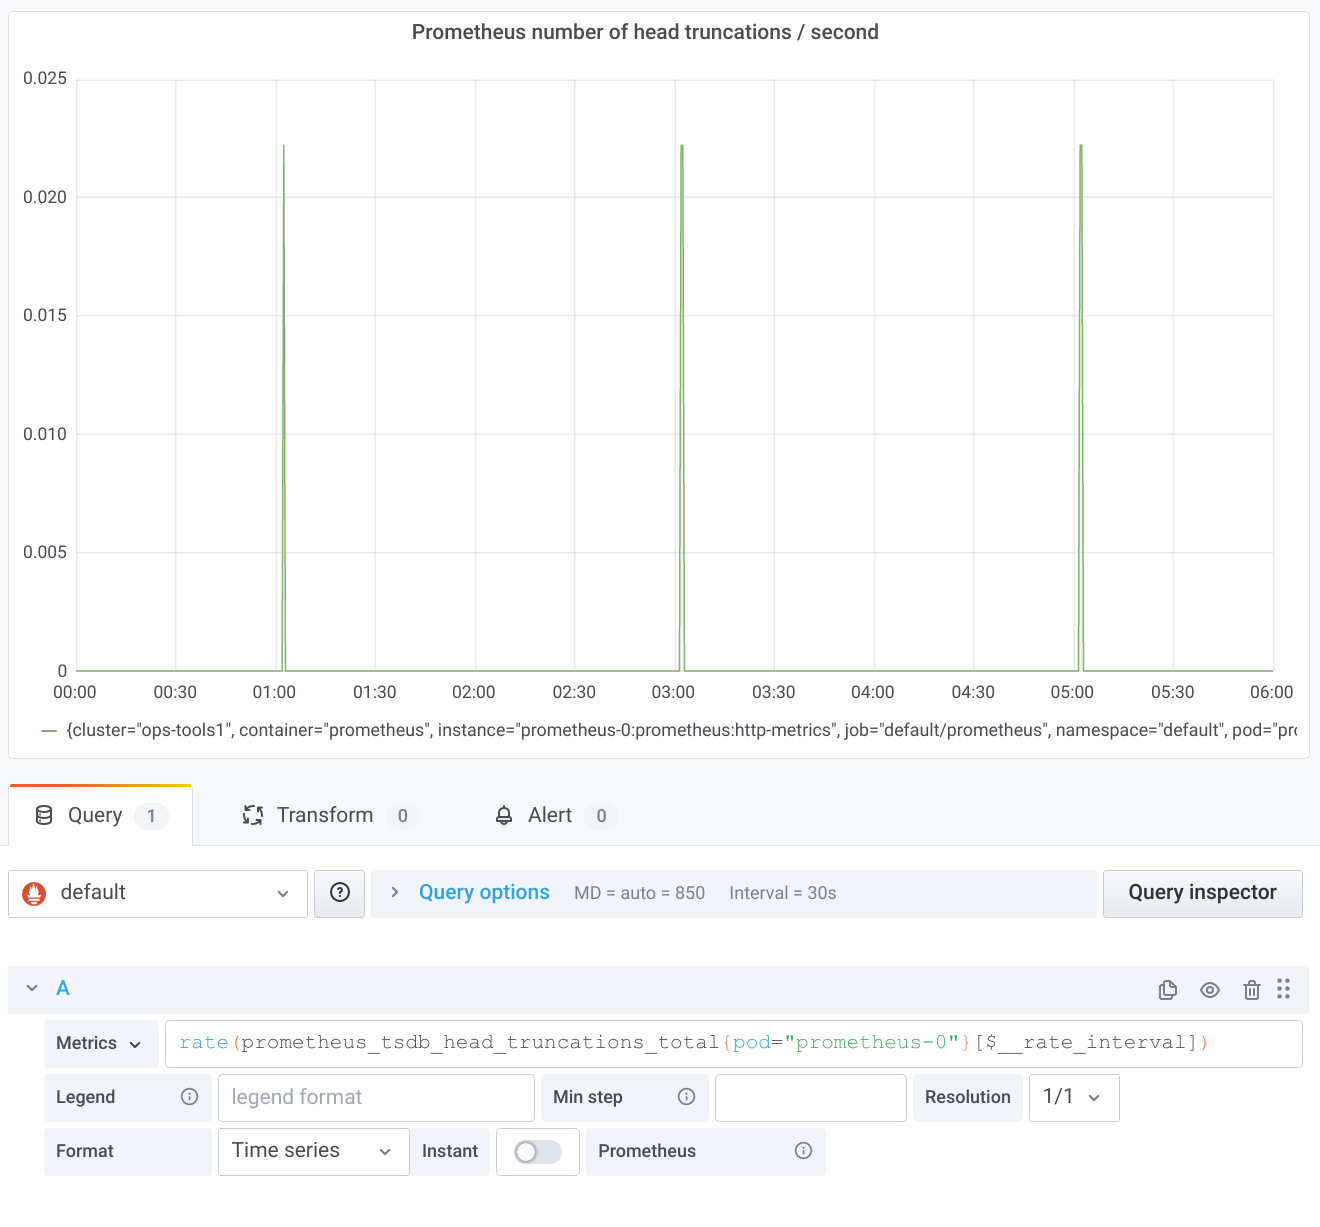 Prometheus number of head truncations / second
0.025
0.020
0.015
0.010
0.005
0
00:00 00:30 01:00 01:30 02:00 02:30 03:00 03:30 04:00 04:30 05:00 05:30 06:00
{cluster="ops-tools1", container="prometheus", instance="prometheus-0:prometheus:http-metrics", job="default/prometheus", namespace="default", pod="pro
Query 1 Transform 0 Alert 0
default Query options MD = auto = 850 Interval = 30s Query inspector
A
Metrics rate(prometheus_tsdb_head_truncations_total{pod="prometheus-0"}[$__rate_interval])
Legend legend format Min step Resolution 1/1
Format Time series Instant Prometheus